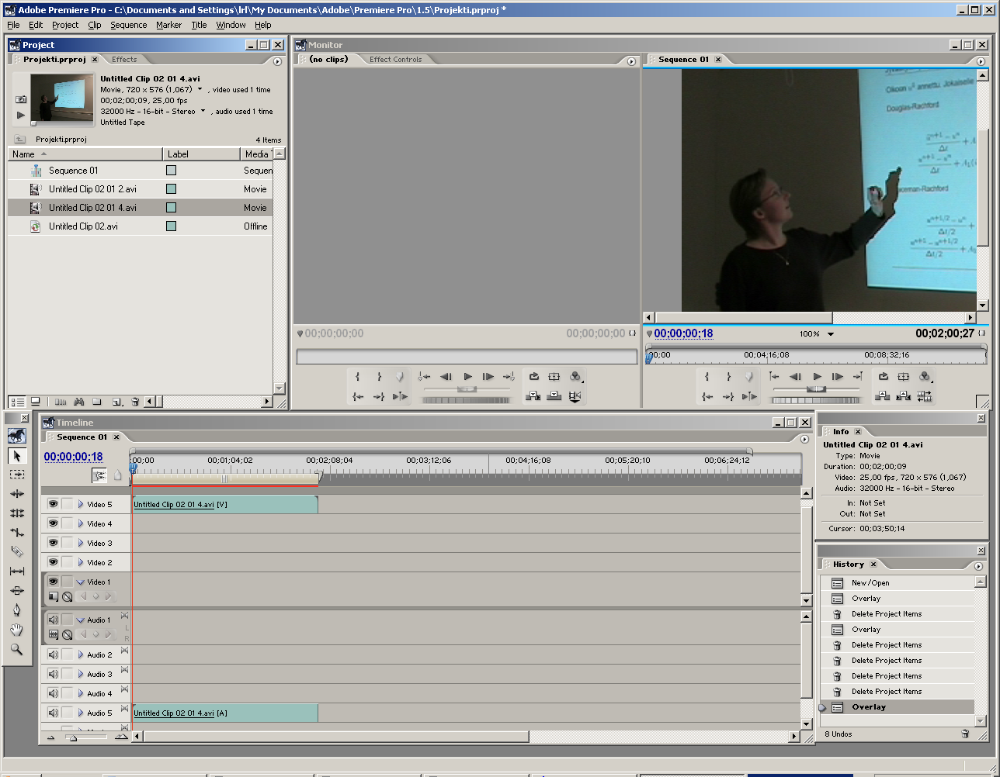 Adobe Premiere Pro - C:\Documents and Settings\lrl\My Documents\Adobe\Premiere Pro\1.5\Projekti.prproj *
File Edit Project Clip Sequence Marker Title Window Help
Project
Projekti.prproj Effects
Untitled Clip 02 01 4.avi
Movie, 720 x 576 (1,067) , video used 1 time
00;02;00;09, 25,00 fps
32000 Hz - 16-bit - Stereo , audio used 1 time
Untitled Tape
Projekti.prproj 4 Items
Name Label Media
Sequence 01 Sequen
Untitled Clip 02 01 2.avi Movie
Untitled Clip 02 01 4.avi Movie
Untitled Clip 02.avi Offline
Monitor
(no clips) Effect Controls
00;00;00;00 00;00;00;00
Sequence 01
annettu. Jokaiselle
Douglas-Rachford
-Rachford
00;00;00;18 100% 00;02;00;27
00;00 00;04;16;08 00;08;32;16
Timeline
Sequence 01
00;00;00;18
;00;00 00;01;04;02 00;02;08;04 00;03;12;06 00;04;16;08 00;05;20;10 00;06;24;12
Video 5 Untitled Clip 02 01 4.avi [V]
Video 4
Video 3
Video 2
Video 1
Audio 1
L
R
Audio 2
Audio 3
Audio 4
Audio 5 Untitled Clip 02 01 4.avi [A]
Info
Untitled Clip 02 01 4.avi
Type: Movie
Duration: 00;02;00;09
Video: 25,00 fps, 720 x 576 (1,067)
Audio: 32000 Hz - 16-bit - Stereo
In: Not Set
Out: Not Set
Cursor: 00;03;50;14
History
New/Open
Overlay
Delete Project Items
Overlay
Delete Project Items
Delete Project Items
Delete Project Items
Delete Project Items
Overlay
8 Undos